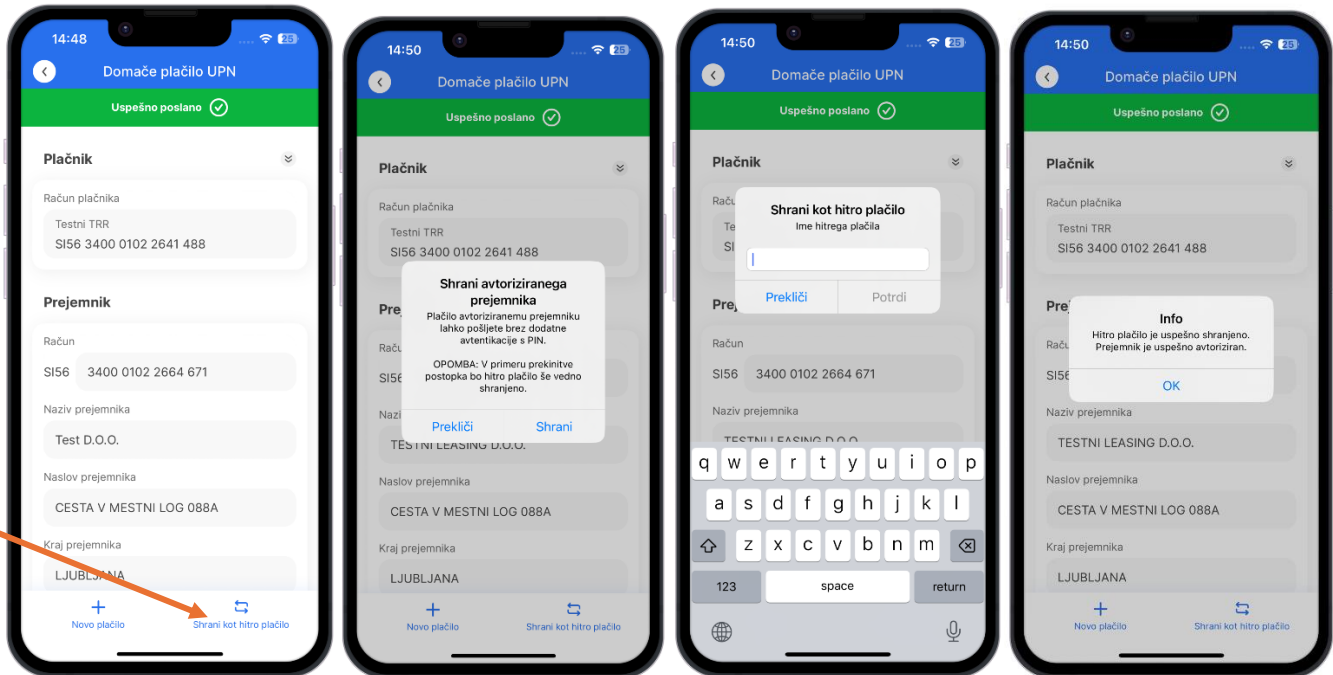 14:48
25
Domače plačilo UPN
Uspešno poslano
Plačnik
Račun plačnika
Testni TRR
SI56 3400 0102 2641 488
Prejemnik
Račun
SI56 3400 0102 2664 671
Naziv prejemnika
Test D.O.O.
Naslov prejemnika
CESTA V MESTNI LOG 088A
Kraj prejemnika
LJUBLJANA
Novo plačilo
Shrani kot hitro plačilo
14:50
25
Domače plačilo UPN
Uspešno poslano
Plačnik
Račun plačnika
Testni TRR
SI56 3400 0102 2641 488
Shrani avtoriziranega
prejemnika
Plačilo avtoriziranemu prejemniku
lahko pošljete brez dodatne
avtentikacije s PIN.
OPOMBA: V primeru prekinitve
postopka bo hitro plačilo še vedno
shranjeno.
Prekliči
Shrani
TESTNI LEASING D.O.O.
Naslov prejemnika
CESTA V MESTNI LOG 088A
Kraj prejemnika
LJUBLJANA
Novo plačilo
Shrani kot hitro plačilo
14:50
25
Domače plačilo UPN
Uspešno poslano
Plačnik
Shrani kot hitro plačilo
Ime hitrega plačila
Prekliči
Potrdi
Račun
SI56 3400 0102 2664 671
Naziv prejemnika
TESTNI LEASING D.O.O.
q w e r t y u i o p
a s d f g h j k l
z x c v b n m
123
space
return
14:50
25
Domače plačilo UPN
Uspešno poslano
Plačnik
Račun plačnika
Testni TRR
SI56 3400 0102 2641 488
Info
Hitro plačilo je uspešno shranjeno.
Prejemnik je uspešno avtoriziran.
OK
Naziv prejemnika
TESTNI LEASING D.O.O.
Naslov prejemnika
CESTA V MESTNI LOG 088A
Kraj prejemnika
LJUBLJANA
Novo plačilo
Shrani kot hitro plačilo